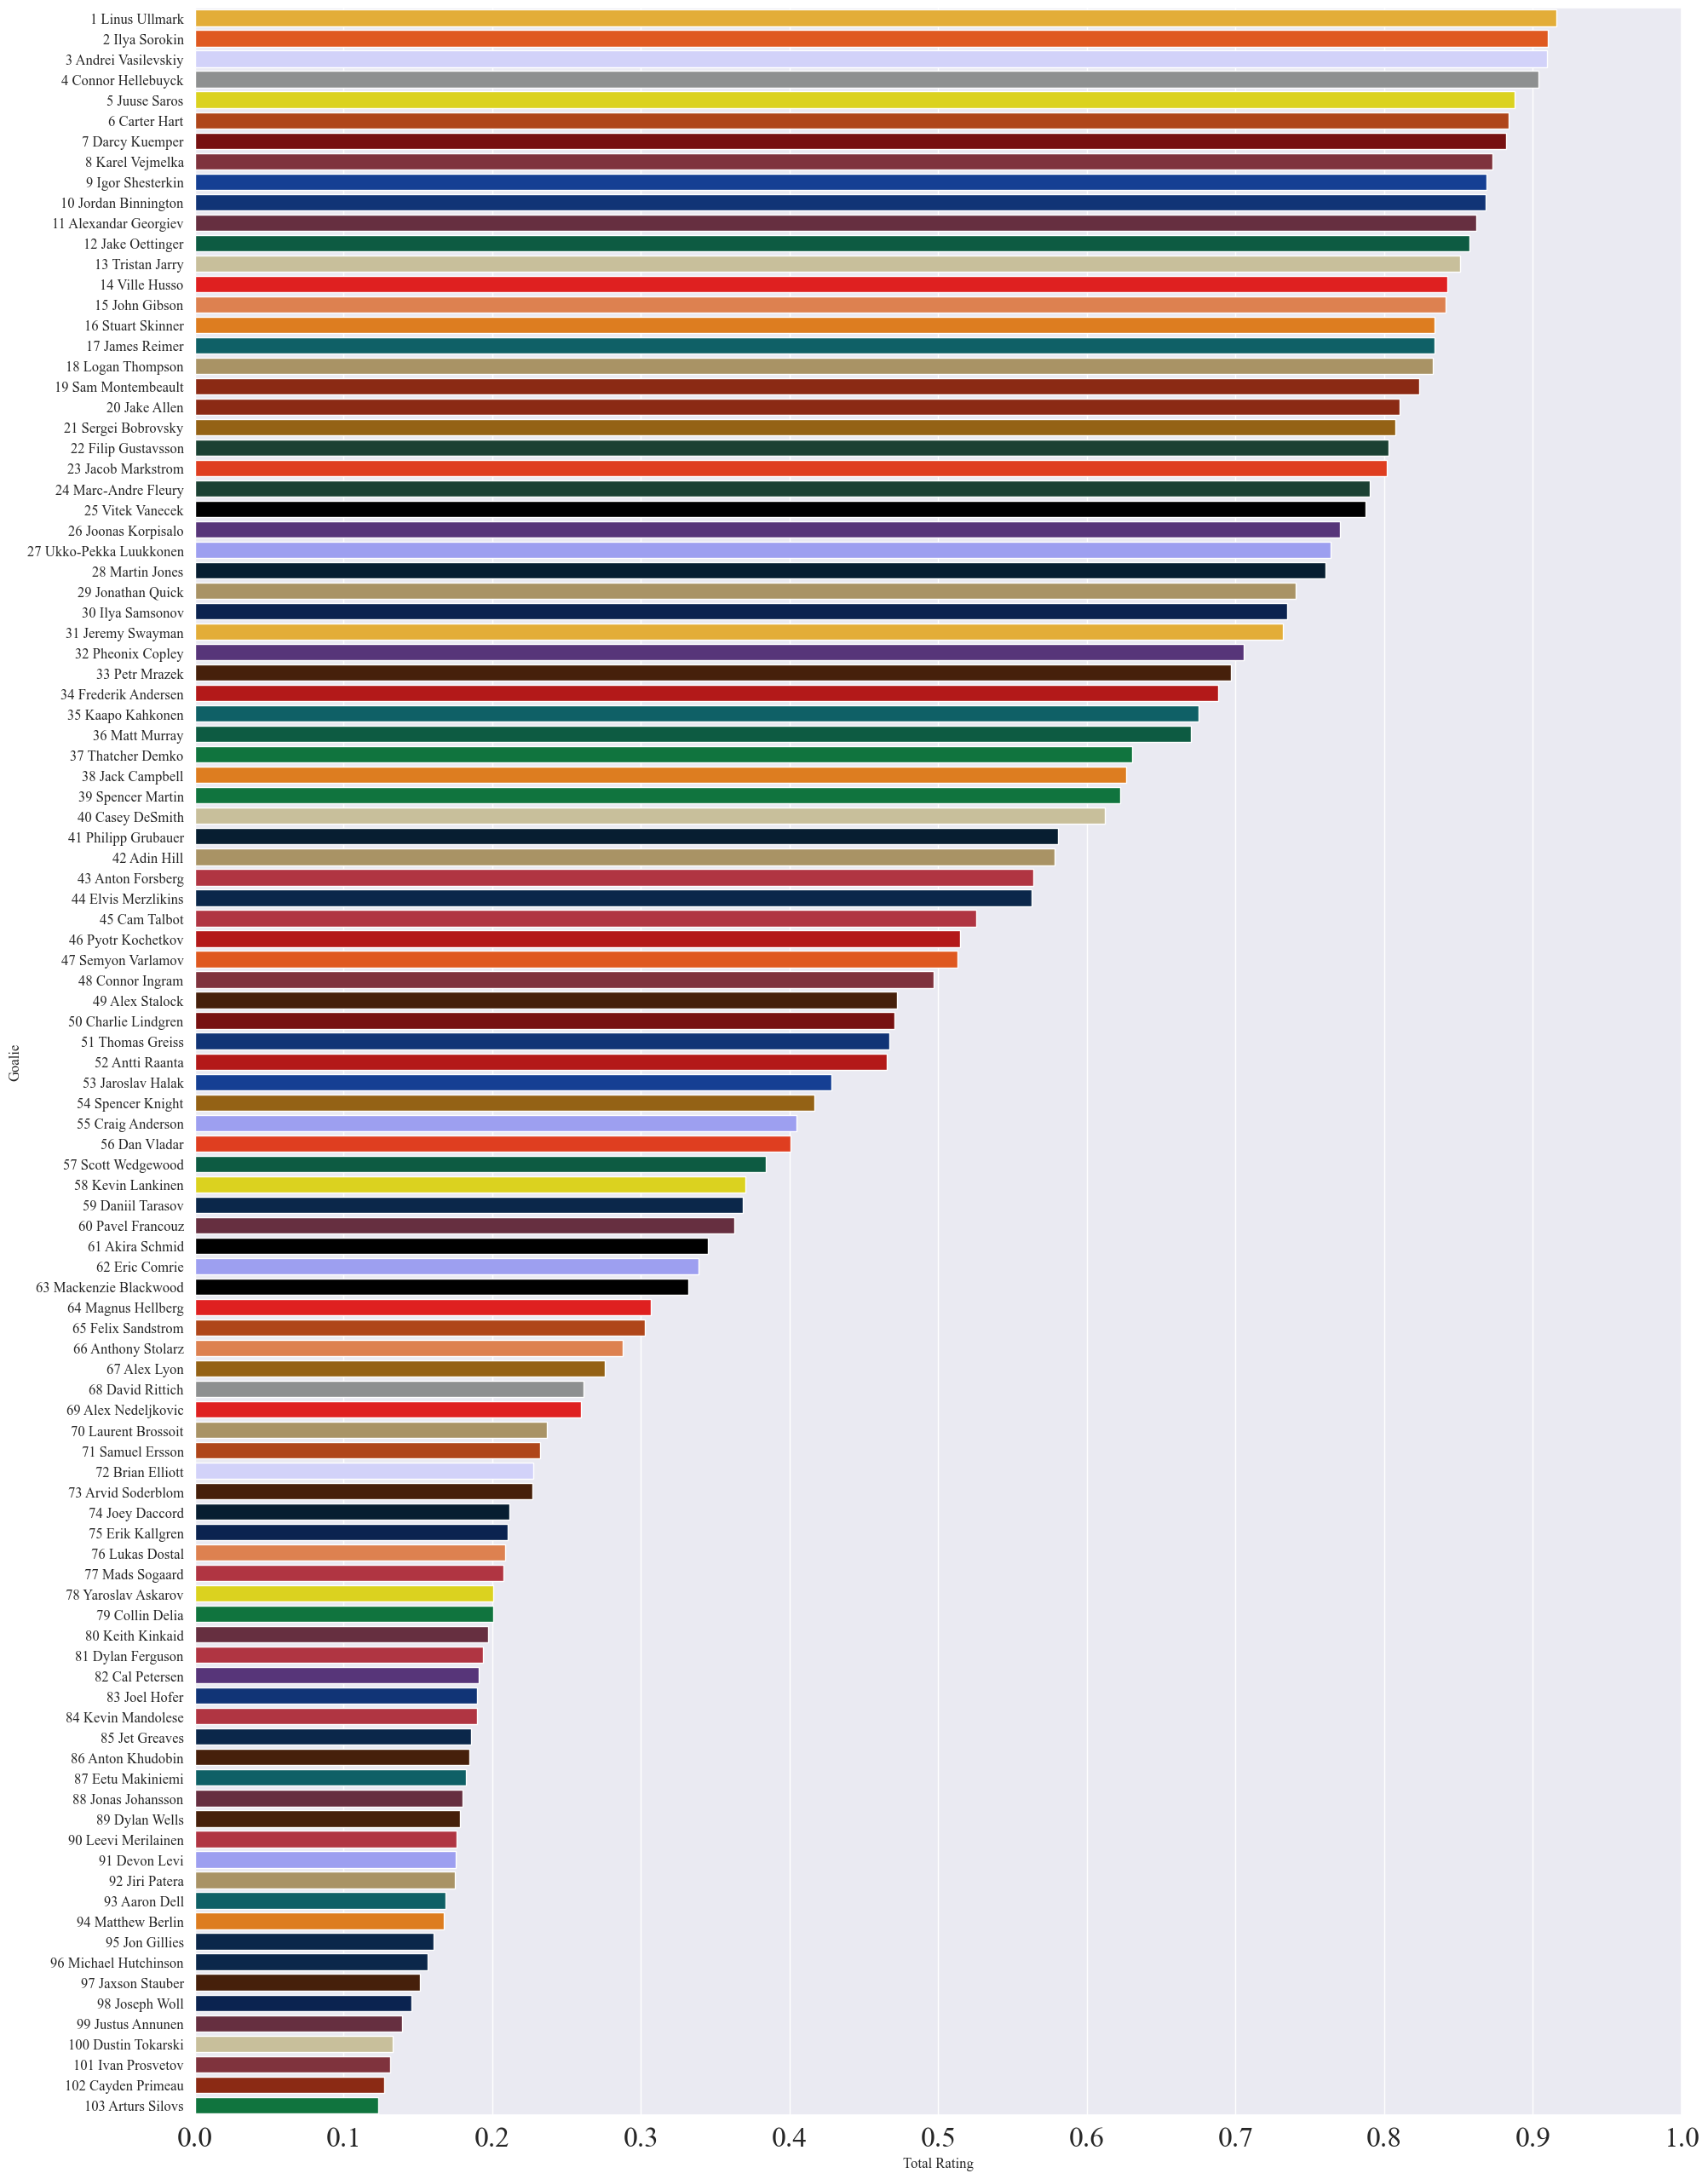 1 Linus Ullmark
2 Ilya Sorokin
3 Andrei Vasilevskiy
4 Connor Hellebuyck
5 Juuse Saros
6 Carter Hart
7 Darcy Kuemper
8 Karel Vejmelka
9 Igor Shesterkin
10 Jordan Binnington
11 Alexandar Georgiev
12 Jake Oettinger
13 Tristan Jarry
14 Ville Husso
15 John Gibson
16 Stuart Skinner
17 James Reimer
18 Logan Thompson
19 Sam Montembeault
20 Jake Allen
21 Sergei Bobrovsky
22 Filip Gustavsson
23 Jacob Markstrom
24 Marc-Andre Fleury
25 Vitek Vanecek
26 Joonas Korpisalo
27 Ukko-Pekka Luukkonen
28 Martin Jones
29 Jonathan Quick
30 Ilya Samsonov
31 Jeremy Swayman
32 Pheonix Copley
33 Petr Mrazek
34 Frederik Andersen
35 Kaapo Kahkonen
36 Matt Murray
37 Thatcher Demko
38 Jack Campbell
39 Spencer Martin
40 Casey DeSmith
41 Philipp Grubauer
42 Adin Hill
43 Anton Forsberg
44 Elvis Merzlikins
45 Cam Talbot
46 Pyotr Kochetkov
47 Semyon Varlamov
48 Connor Ingram
49 Alex Stalock
50 Charlie Lindgren
51 Thomas Greiss
52 Antti Raanta
53 Jaroslav Halak
54 Spencer Knight
55 Craig Anderson
56 Dan Vladar
57 Scott Wedgewood
58 Kevin Lankinen
59 Daniil Tarasov
60 Pavel Francouz
61 Akira Schmid
62 Eric Comrie
63 Mackenzie Blackwood
64 Magnus Hellberg
65 Felix Sandstrom
66 Anthony Stolarz
67 Alex Lyon
68 David Rittich
69 Alex Nedeljkovic
70 Laurent Brossoit
71 Samuel Ersson
72 Brian Elliott
73 Arvid Soderblom
74 Joey Daccord
75 Erik Kallgren
76 Lukas Dostal
77 Mads Sogaard
78 Yaroslav Askarov
79 Collin Delia
80 Keith Kinkaid
81 Dylan Ferguson
82 Cal Petersen
83 Joel Hofer
84 Kevin Mandolese
85 Jet Greaves
86 Anton Khudobin
87 Eetu Makiniemi
88 Jonas Johansson
89 Dylan Wells
90 Leevi Merilainen
91 Devon Levi
92 Jiri Patera
93 Aaron Dell
94 Matthew Berlin
95 Jon Gillies
96 Michael Hutchinson
97 Jaxson Stauber
98 Joseph Woll
99 Justus Annunen
100 Dustin Tokarski
101 Ivan Prosvetov
102 Cayden Primeau
103 Arturs Silovs
Goalie
0.0 0.1 0.2 0.3 0.4 0.5 0.6 0.7 0.8 0.9 1.0
Total Rating